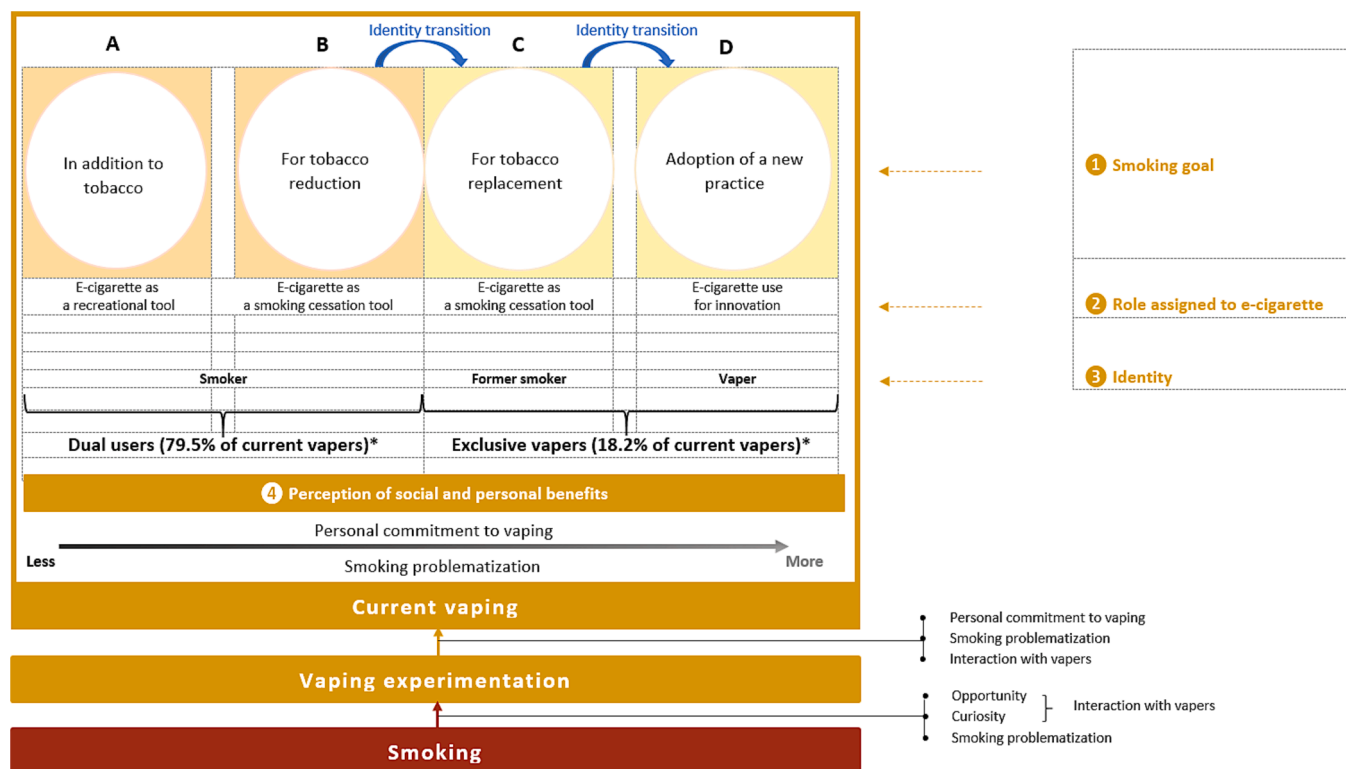 Identity transition
Identity transition
A
B
C
D
In addition to
tobacco
For tobacco
reduction
For tobacco
replacement
Adoption of a new
practice
1 Smoking goal
E-cigarette as
a recreational tool
E-cigarette as
a smoking cessation tool
E-cigarette as
a smoking cessation tool
E-cigarette use
for innovation
2 Role assigned to e-cigarette
Smoker
Former smoker
Vaper
3 Identity
Dual users (79.5% of current vapers)*
Exclusive vapers (18.2% of current vapers)*
4 Perception of social and personal benefits
Personal commitment to vaping
Less
More
Smoking problematization
Current vaping
Personal commitment to vaping
Smoking problematization
Interaction with vapers
Vaping experimentation
Opportunity
Curiosity
Interaction with vapers
Smoking problematization
Smoking